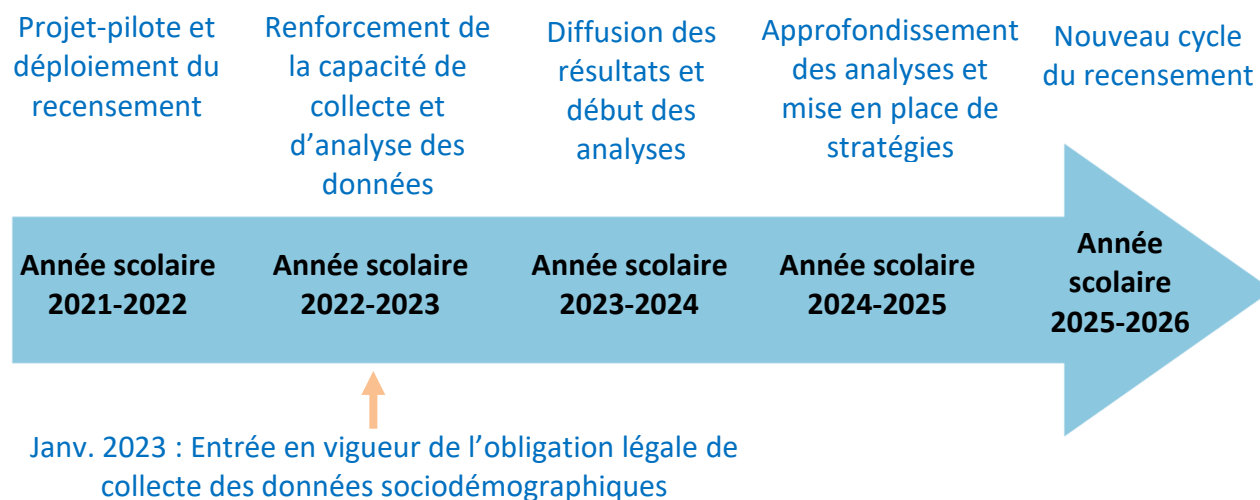 Projet-pilote et
déploiement du
recensement
Renforcement de
la capacité de
collecte et
d'analyse des
données
Diffusion des
résultats et
début des
analyses
Approfondissement
des analyses et
mise en place de
stratégies
Nouveau cycle
du recensement
Année scolaire
2021-2022
Année scolaire
2022-2023
Année scolaire
2023-2024
Année scolaire
2024-2025
Année
scolaire
2025-2026
Janv. 2023 : Entrée en vigueur de l'obligation légale de
collecte des données sociodémographiques